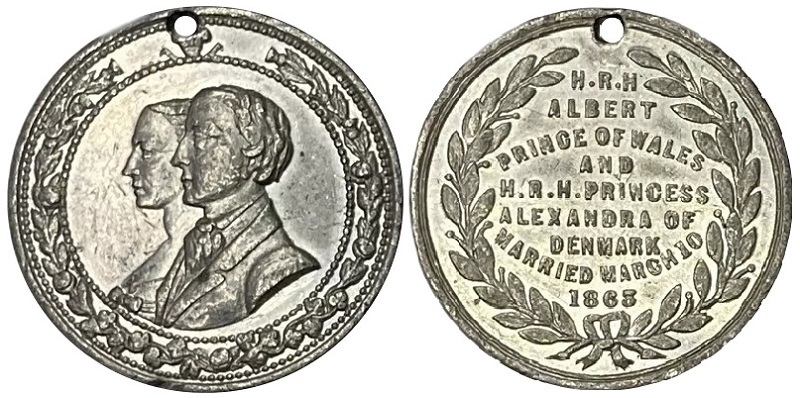 H.R.H
ALBERT
PRINCE OF WALES
AND
H.R.H. PRINCESS
ALEXANDRA OF
DENMARK
MARRIED MARCH 10
1863